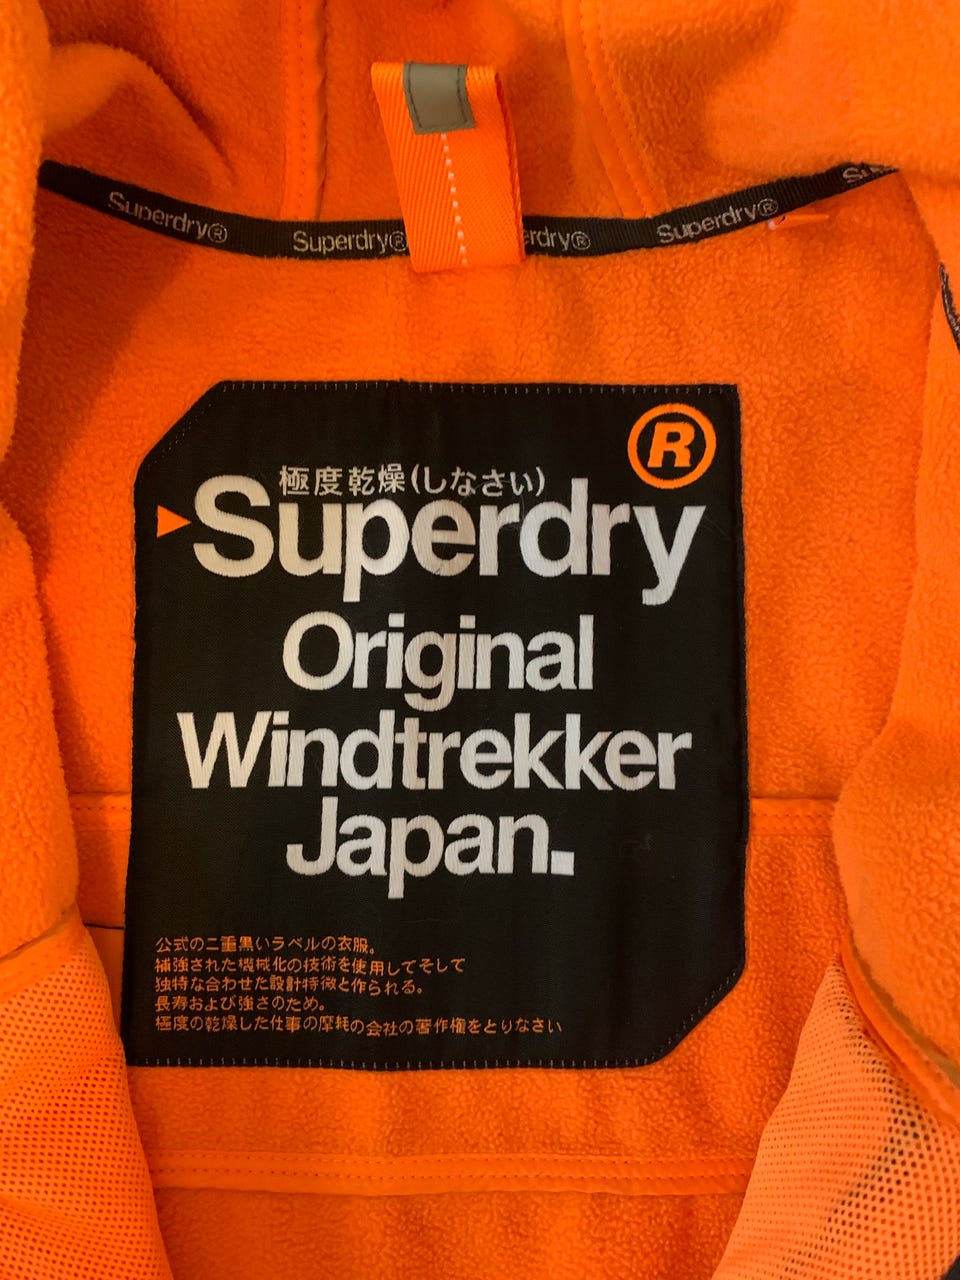 Superdry®
Superdry®
erdry®
Superdry®
極度乾燥(しなさい)
®
Superdry
Original
Windtrekker
Japan.
公式の二重黒いラベルの衣服。
補強された機械化の技術を使用してそして
独特な合わせた設計特徴と作られる。
長寿および強さのため。
極度の乾燥した仕事の摩耗の会社の著作権をとりなさい